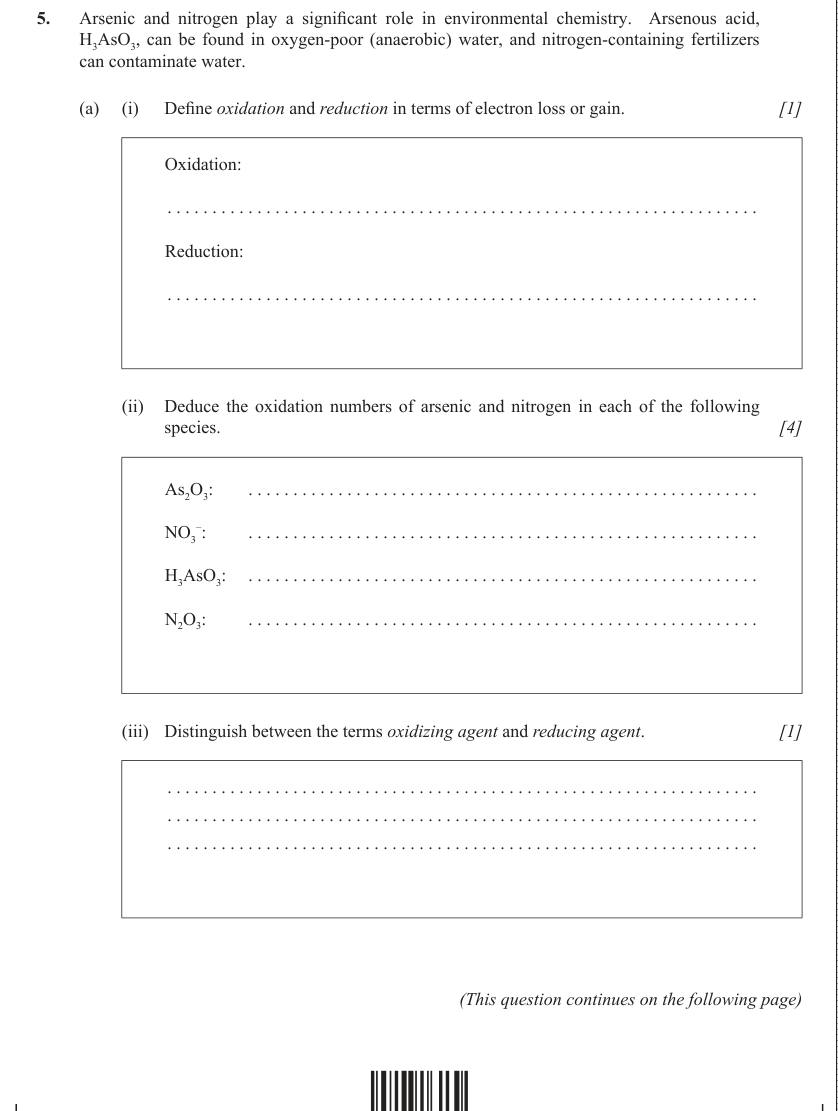 5. Arsenic and nitrogen play a significant role in environmental chemistry. Arsenous acid,
H₃AsO₃, can be found in oxygen-poor (anaerobic) water, and nitrogen-containing fertilizers
can contaminate water.
(a) (i) Define oxidation and reduction in terms of electron loss or gain. [1]
Oxidation:
. . . . . . . . . . . . . . . . . . . . . . . . . . . . . . . . . . . . . . . . . . . . . . . . . . . . . . . . . . . . . . . . . .
Reduction:
. . . . . . . . . . . . . . . . . . . . . . . . . . . . . . . . . . . . . . . . . . . . . . . . . . . . . . . . . . . . . . . . . .
(ii) Deduce the oxidation numbers of arsenic and nitrogen in each of the following
species. [4]
As₂O₃: . . . . . . . . . . . . . . . . . . . . . . . . . . . . . . . . . . . . . . . . . . . . . . . . . . . . . . . . .
NO₃⁻: . . . . . . . . . . . . . . . . . . . . . . . . . . . . . . . . . . . . . . . . . . . . . . . . . . . . . . . . .
H₃AsO₃: . . . . . . . . . . . . . . . . . . . . . . . . . . . . . . . . . . . . . . . . . . . . . . . . . . . . . . . . .
N₂O₃: . . . . . . . . . . . . . . . . . . . . . . . . . . . . . . . . . . . . . . . . . . . . . . . . . . . . . . . . .
(iii) Distinguish between the terms oxidizing agent and reducing agent. [1]
. . . . . . . . . . . . . . . . . . . . . . . . . . . . . . . . . . . . . . . . . . . . . . . . . . . . . . . . . . . . . . . . . .
. . . . . . . . . . . . . . . . . . . . . . . . . . . . . . . . . . . . . . . . . . . . . . . . . . . . . . . . . . . . . . . . . .
. . . . . . . . . . . . . . . . . . . . . . . . . . . . . . . . . . . . . . . . . . . . . . . . . . . . . . . . . . . . . . . . . .
(This question continues on the following page)